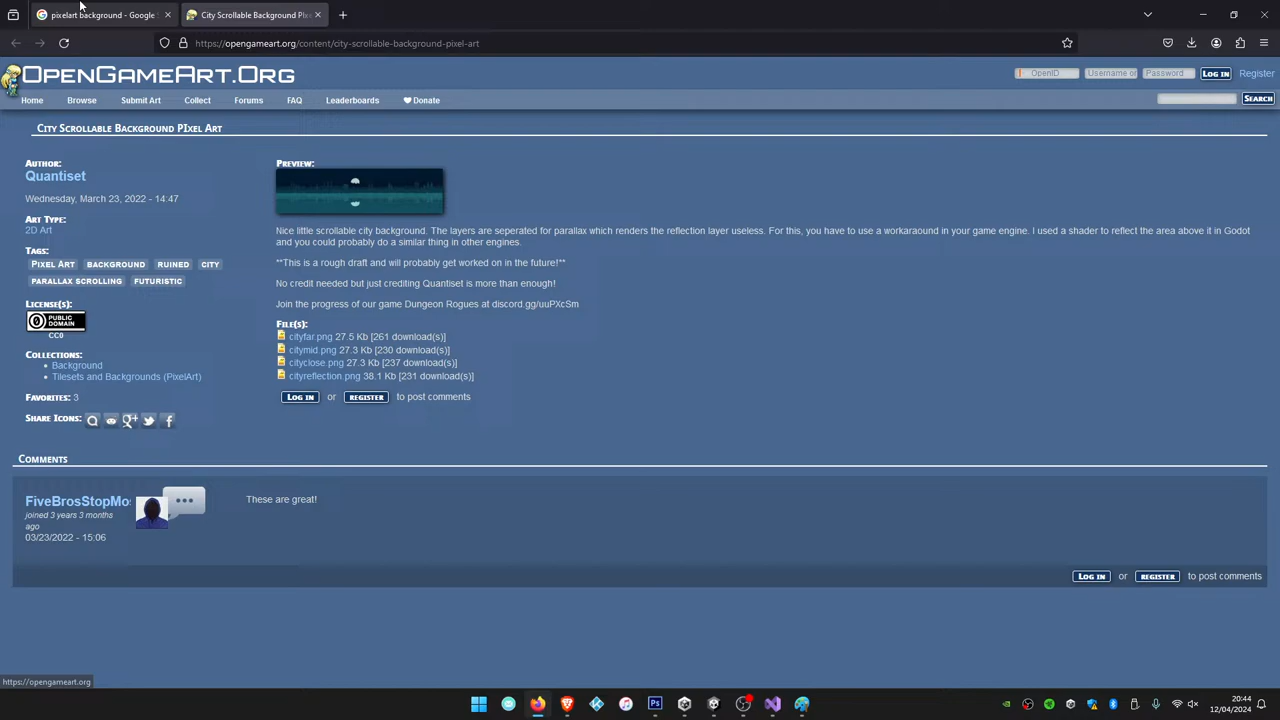 pixelart background - Google S
City Scrollable Background PIx
https://opengameart.org/content/city-scrollable-background-pixel-art
OpenGameArt.Org
OpenID
Username or
Password
Log in
Register
Home
Browse
Submit Art
Collect
Forums
FAQ
Leaderboards
Donate
Search
City Scrollable Background PIxel Art
Author:
Quantiset
Wednesday, March 23, 2022 - 14:47
Art Type:
2D Art
Tags:
Pixel Art
background
ruined
city
parallax scrolling
futuristic
License(s):
PUBLIC
DOMAIN
CC0
Collections:
• Background
• Tilesets and Backgrounds (PixelArt)
Favorites: 3
Share Icons:
Preview:
Nice little scrollable city background. The layers are seperated for parallax which renders the reflection layer useless. For this, you have to use a workaraound in your game engine. I used a shader to reflect the area above it in Godot
and you could probably do a similar thing in other engines.
**This is a rough draft and will probably get worked on in the future!**
No credit needed but just crediting Quantiset is more than enough!
Join the progress of our game Dungeon Rogues at discord.gg/uuPXcSm
File(s):
cityfar.png 27.5 Kb [261 download(s)]
citymid.png 27.3 Kb [230 download(s)]
cityclose.png 27.3 Kb [237 download(s)]
cityreflection.png 38.1 Kb [231 download(s)]
Log in or register to post comments
Comments
FiveBrosStopMos
joined 3 years 3 months
ago
03/23/2022 - 15:06
These are great!
Log in or register to post comments
https://opengameart.org
20:44
12/04/2024